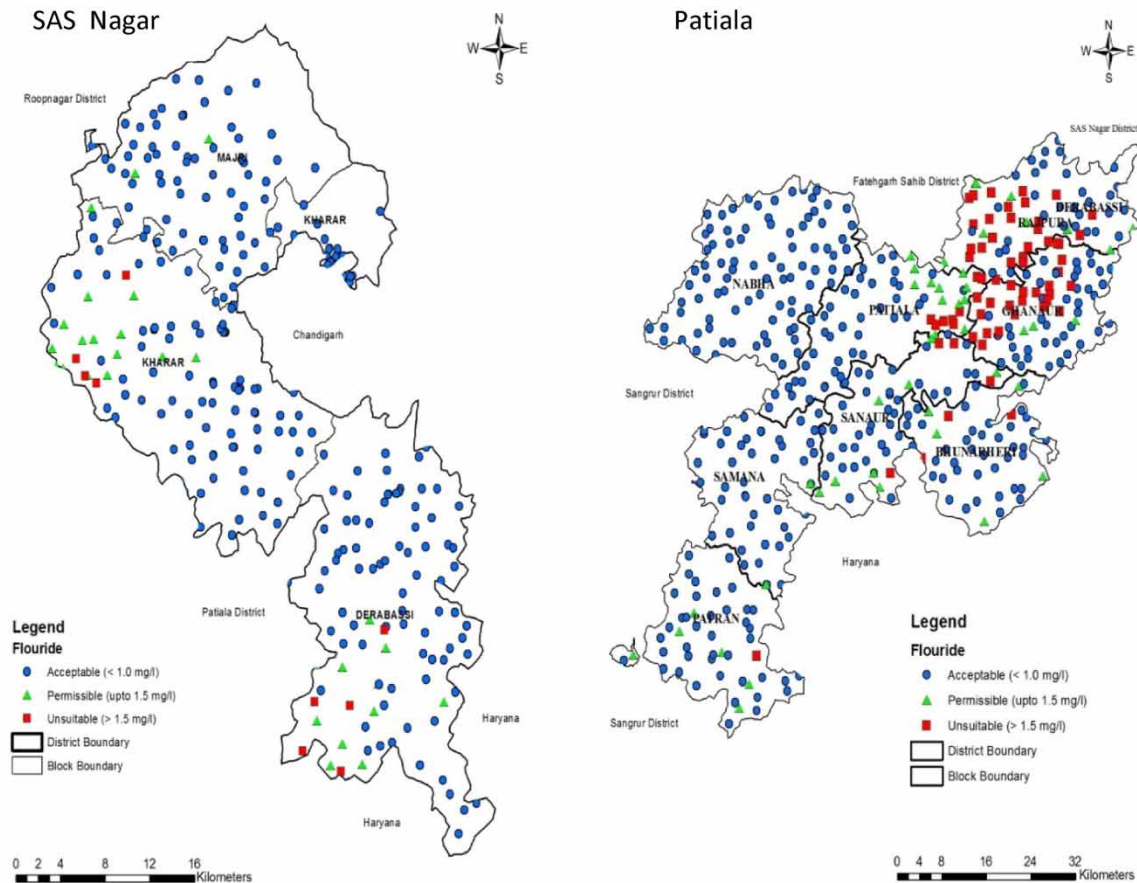 SAS Nagar
N
W E
S
Roopnagar District
MAJRI
KHARAR
Chandigarh
KHARAR
Patiala District
DERABASSI
Haryana
Haryana
Legend
Flouride
Acceptable (< 1.0 mg/l)
Permissible (upto 1.5 mg/l)
Unsuitable (> 1.5 mg/l)
District Boundary
Block Boundary
0 2 4 8 12 16
Kilometers
Patiala
N
W E
S
SAS Nagar District
Fatehgarh Sahib District
DERABASSI
RAJPURA
NABHA
PATIALA
GHANAUR
Sangrur District
SANAUR
BHUNARHERI
SAMANA
Haryana
PATRAN
Sangrur District
Legend
Flouride
Acceptable (< 1.0 mg/l)
Permissible (upto 1.5 mg/l)
Unsuitable (> 1.5 mg/l)
District Boundary
Block Boundary
0 2 4 8 16 24 32
Kilometers